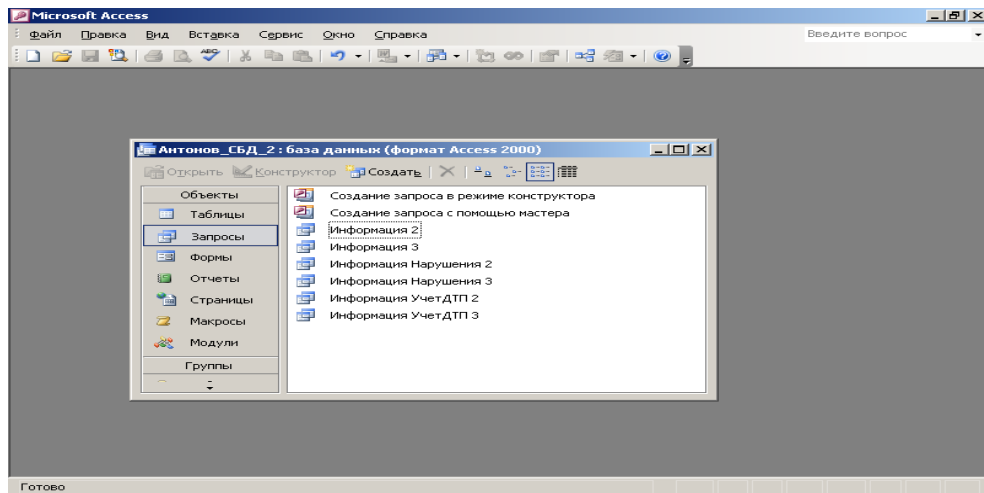 Microsoft Access
Файл Правка Вид Вставка Сервис Окно Справка Введите вопрос
Антонов_СБД_2 : база данных (формат Access 2000)
Открыть Конструктор Создать
Объекты
Таблицы
Запросы
Формы
Отчеты
Страницы
Макросы
Модули
Группы
Создание запроса в режиме конструктора
Создание запроса с помощью мастера
Информация 2
Информация 3
Информация Нарушения 2
Информация Нарушения 3
Информация УчетДТП 2
Информация УчетДТП 3
Готово